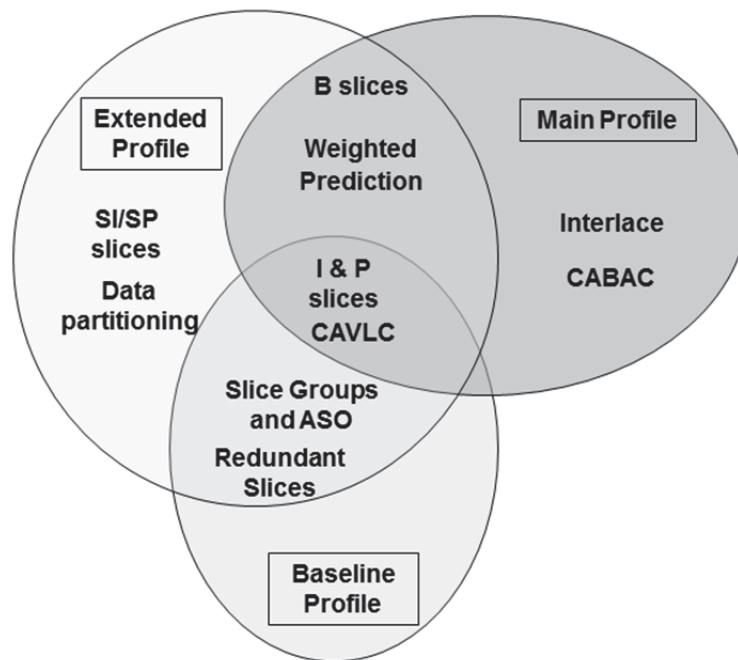 B slices
Weighted
Prediction
Extended
Profile
Main Profile
SI/SP
slices
Data
partitioning
Interlace
CABAC
I & P
slices
CAVLC
Slice Groups
and ASO
Redundant
Slices
Baseline
Profile